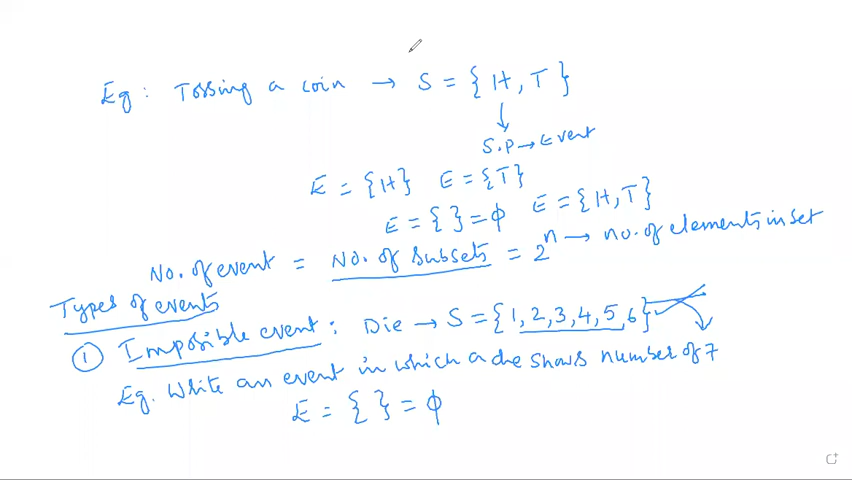 Eg: Tossing a coin → S = {H, T}
S.P → Event
E = {H} E = {T}
E = { } = ϕ E = {H, T}
No. of event = No. of Subsets = 2^n → no. of elements in set
Types of events
① Imposible event : Die → S = {1, 2, 3, 4, 5, 6}
Eg. Write an event in which a die shows number of 7
E = { } = ϕ